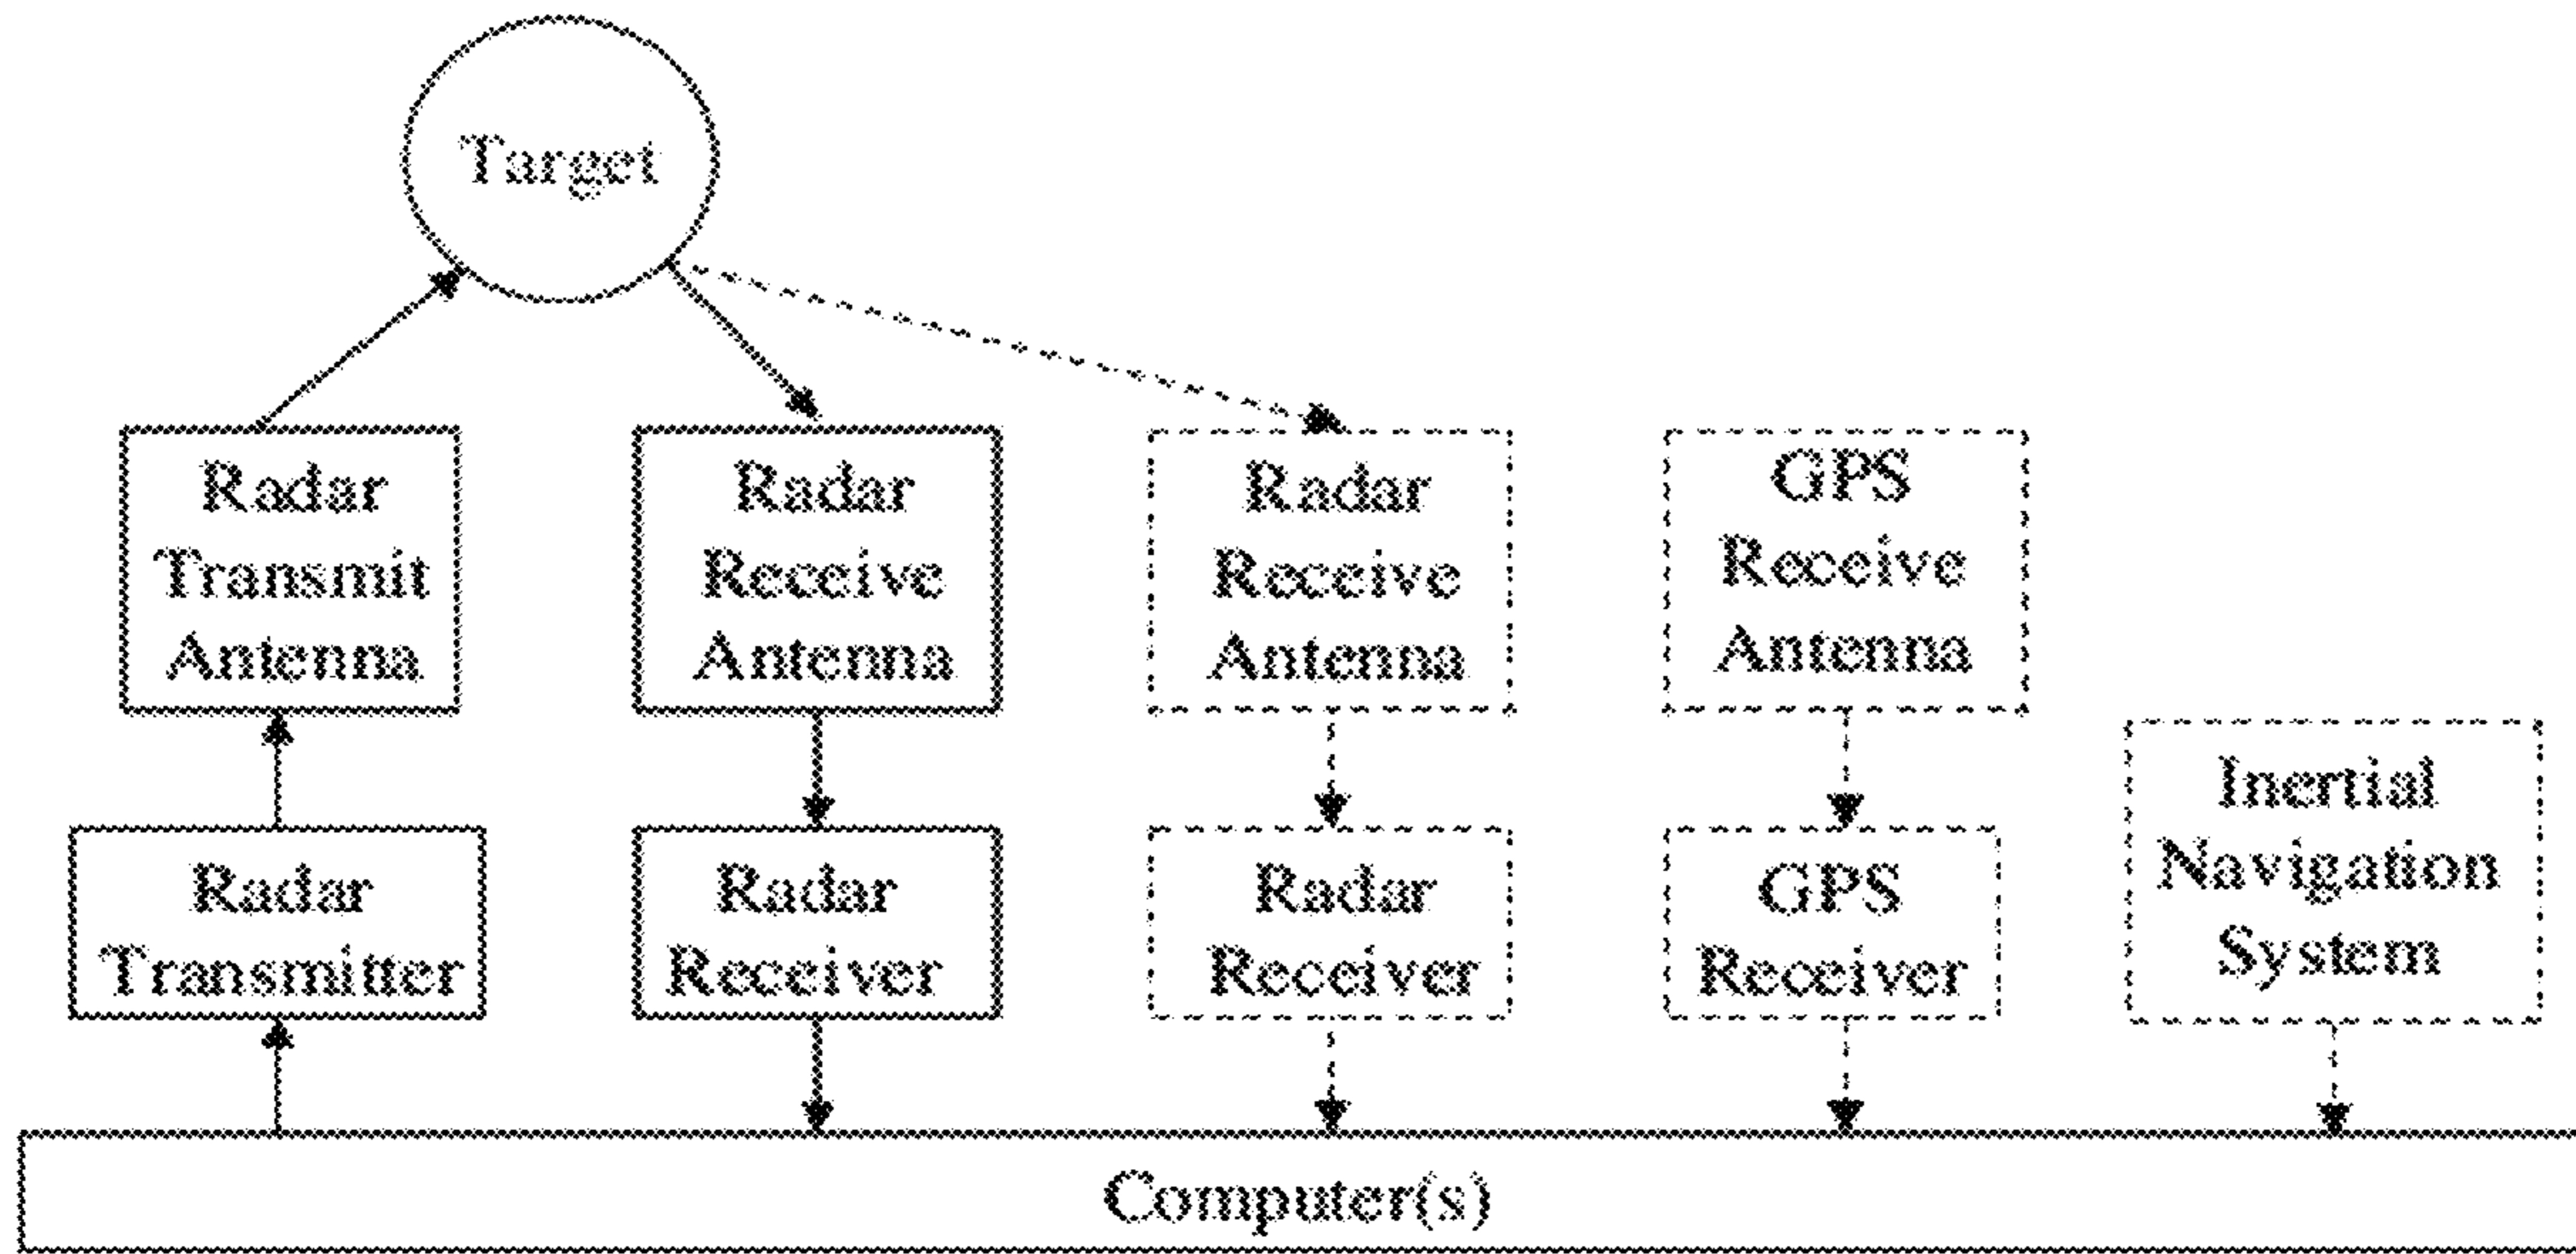 Target
Radar
Transmit
Antenna
Radar
Receive
Antenna
Radar
Receive
Antenna
GPS
Receive
Antenna
Radar
Transmitter
Radar
Receiver
Radar
Receiver
GPS
Receiver
Inertial
Navigation
System
Computer(s)